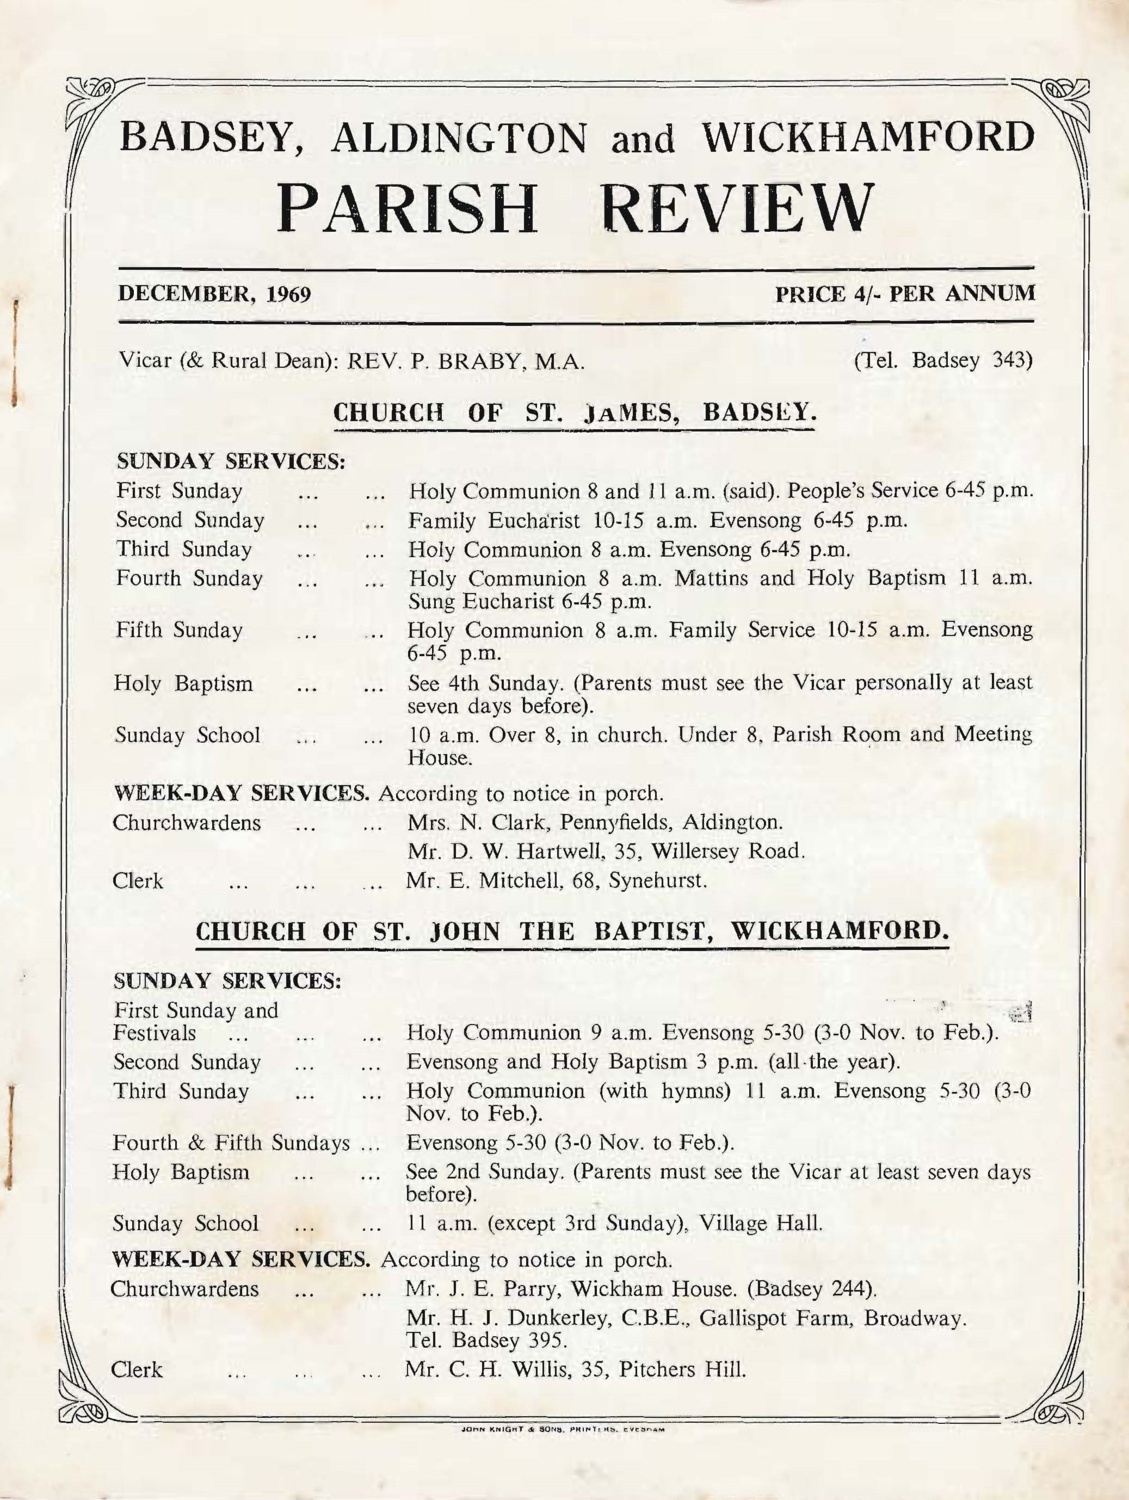 BADSEY, ALDINGTON and WICKHAMFORD
PARISH REVIEW
DECEMBER, 1969 PRICE 4/- PER ANNUM
Vicar (& Rural Dean): REV. P. BRABY, M.A. (Tel. Badsey 343)
CHURCH OF ST. JAMES, BADSEY.
SUNDAY SERVICES:
First Sunday ... ... Holy Communion 8 and 11 a.m. (said). People's Service 6-45 p.m.
Second Sunday ... ... Family Eucharist 10-15 a.m. Evensong 6-45 p.m.
Third Sunday ... ... Holy Communion 8 a.m. Evensong 6-45 p.m.
Fourth Sunday ... ... Holy Communion 8 a.m. Mattins and Holy Baptism 11 a.m.
Sung Eucharist 6-45 p.m.
Fifth Sunday ... ... Holy Communion 8 a.m. Family Service 10-15 a.m. Evensong
6-45 p.m.
Holy Baptism ... ... See 4th Sunday. (Parents must see the Vicar personally at least
seven days before).
Sunday School ... ... 10 a.m. Over 8, in church. Under 8, Parish Room and Meeting
House.
WEEK-DAY SERVICES. According to notice in porch.
Churchwardens ... ... Mrs. N. Clark, Pennyfields, Aldington.
Mr. D. W. Hartwell, 35, Willersey Road.
Clerk ... ... ... Mr. E. Mitchell, 68, Synehurst.
CHURCH OF ST. JOHN THE BAPTIST, WICKHAMFORD.
SUNDAY SERVICES:
First Sunday and
Festivals ... ... ... Holy Communion 9 a.m. Evensong 5-30 (3-0 Nov. to Feb.).
Second Sunday ... ... Evensong and Holy Baptism 3 p.m. (all the year).
Third Sunday ... ... Holy Communion (with hymns) 11 a.m. Evensong 5-30 (3-0
Nov. to Feb.).
Fourth & Fifth Sundays ... Evensong 5-30 (3-0 Nov. to Feb.).
Holy Baptism ... ... See 2nd Sunday. (Parents must see the Vicar at least seven days
before).
Sunday School ... ... 11 a.m. (except 3rd Sunday), Village Hall.
WEEK-DAY SERVICES. According to notice in porch.
Churchwardens ... ... Mr. J. E. Parry, Wickham House. (Badsey 244).
Mr. H. J. Dunkerley, C.B.E., Gallispot Farm, Broadway.
Tel. Badsey 395.
Clerk ... ... ... Mr. C. H. Willis, 35, Pitchers Hill.
JOHN KNIGHT & SONS, PRINTERS, EVESHAM